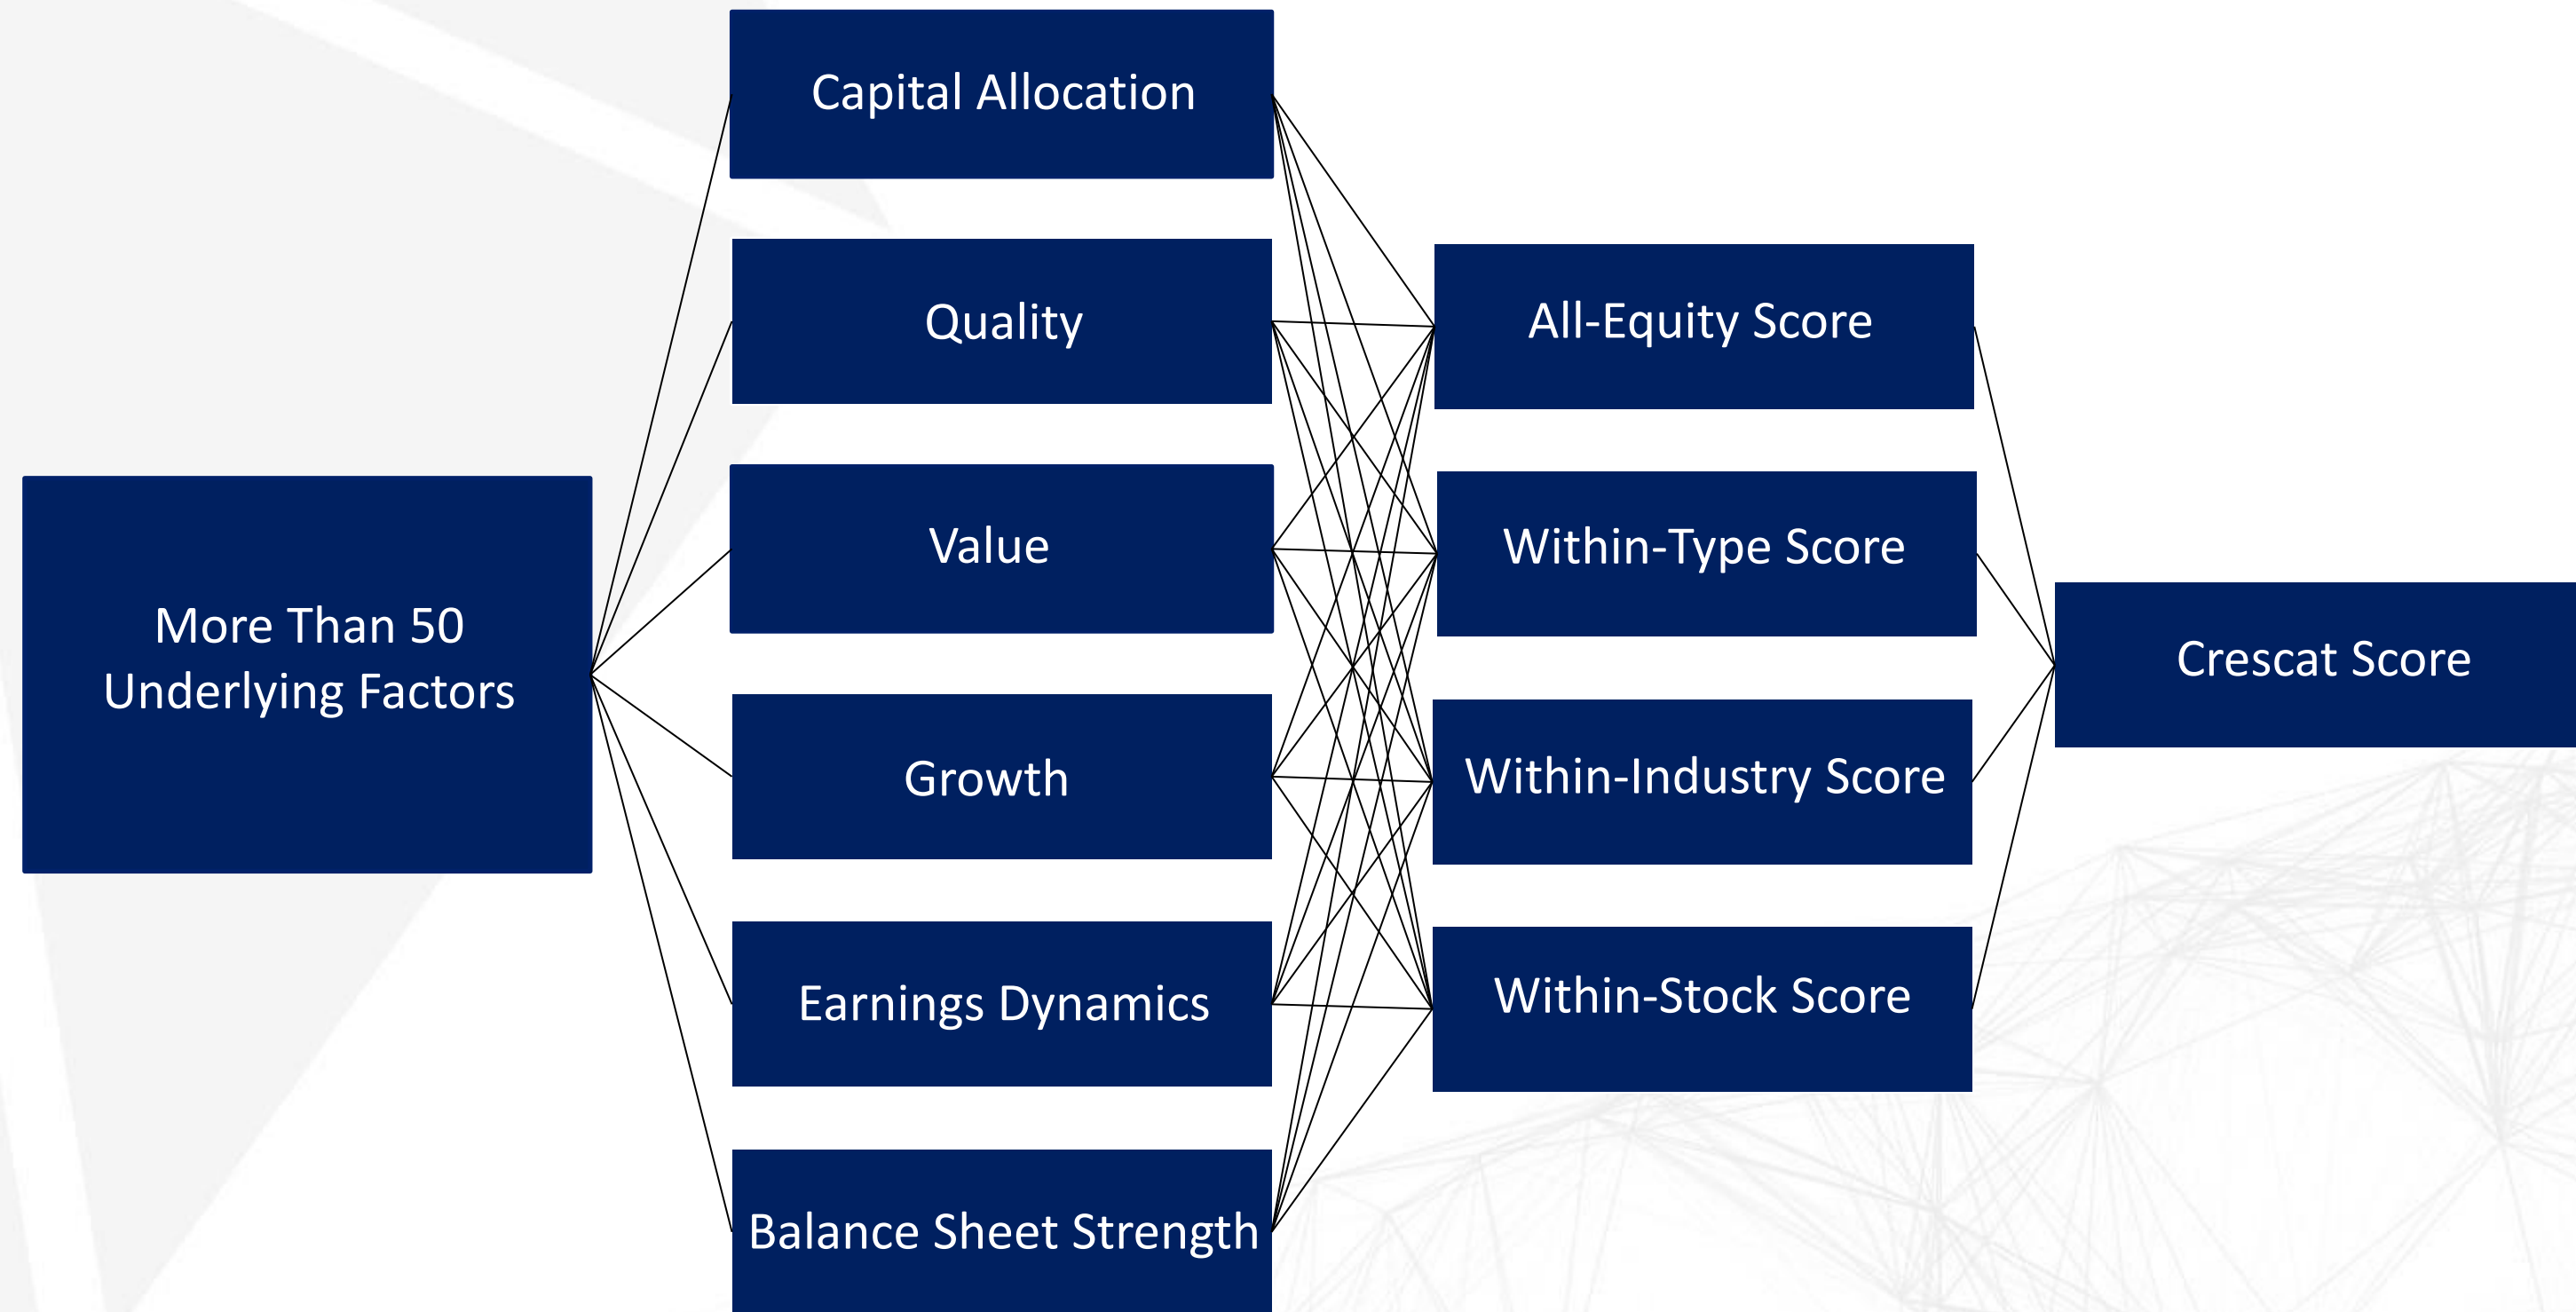 More Than 50
Underlying Factors
Capital Allocation
Quality
Value
Growth
Earnings Dynamics
Balance Sheet Strength
All-Equity Score
Within-Type Score
Within-Industry Score
Within-Stock Score
Crescat Score